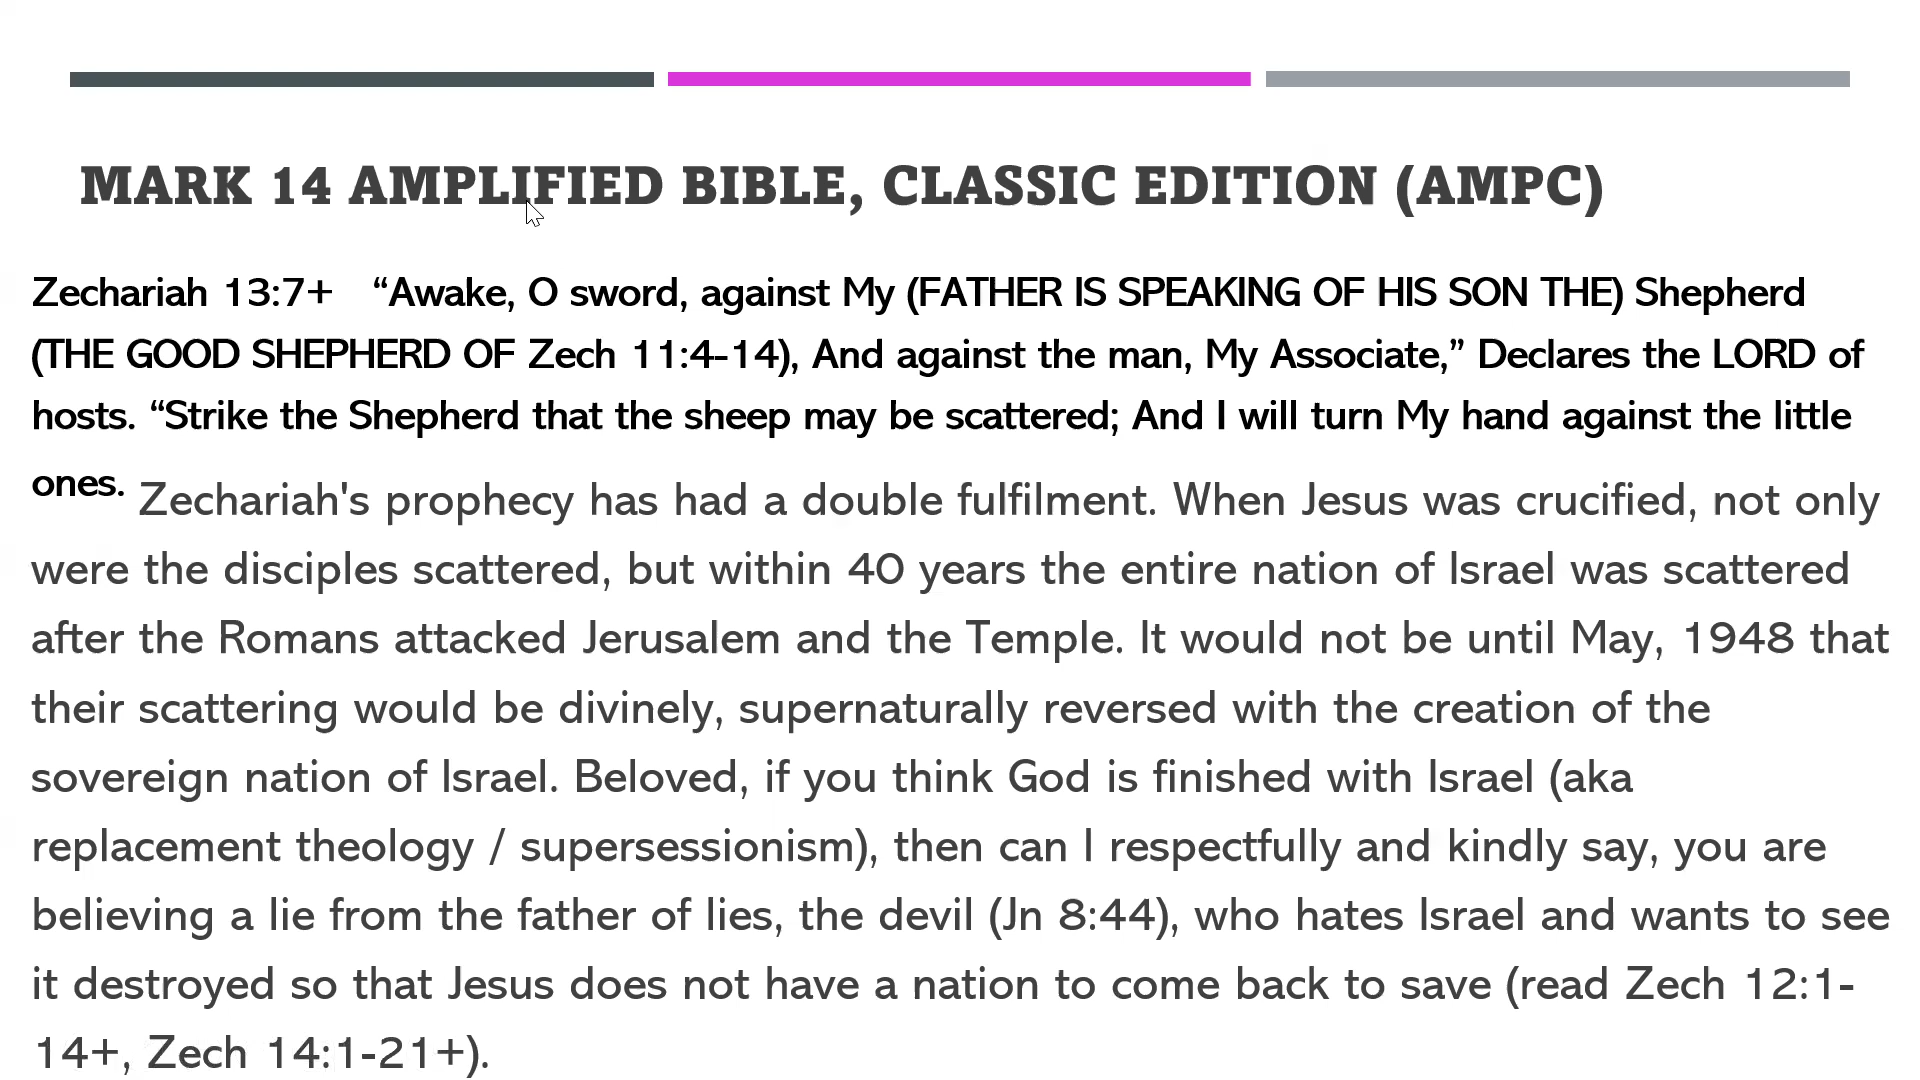 MARK 14 AMPLIFIED BIBLE, CLASSIC EDITION (AMPC)
Zechariah 13:7+ “Awake, O sword, against My (FATHER IS SPEAKING OF HIS SON THE) Shepherd
(THE GOOD SHEPHERD OF Zech 11:4-14), And against the man, My Associate,” Declares the LORD of
hosts. “Strike the Shepherd that the sheep may be scattered; And I will turn My hand against the little
ones. Zechariah's prophecy has had a double fulfilment. When Jesus was crucified, not only
were the disciples scattered, but within 40 years the entire nation of Israel was scattered
after the Romans attacked Jerusalem and the Temple. It would not be until May, 1948 that
their scattering would be divinely, supernaturally reversed with the creation of the
sovereign nation of Israel. Beloved, if you think God is finished with Israel (aka
replacement theology / supersessionism), then can I respectfully and kindly say, you are
believing a lie from the father of lies, the devil (Jn 8:44), who hates Israel and wants to see
it destroyed so that Jesus does not have a nation to come back to save (read Zech 12:1-
14+, Zech 14:1-21+).